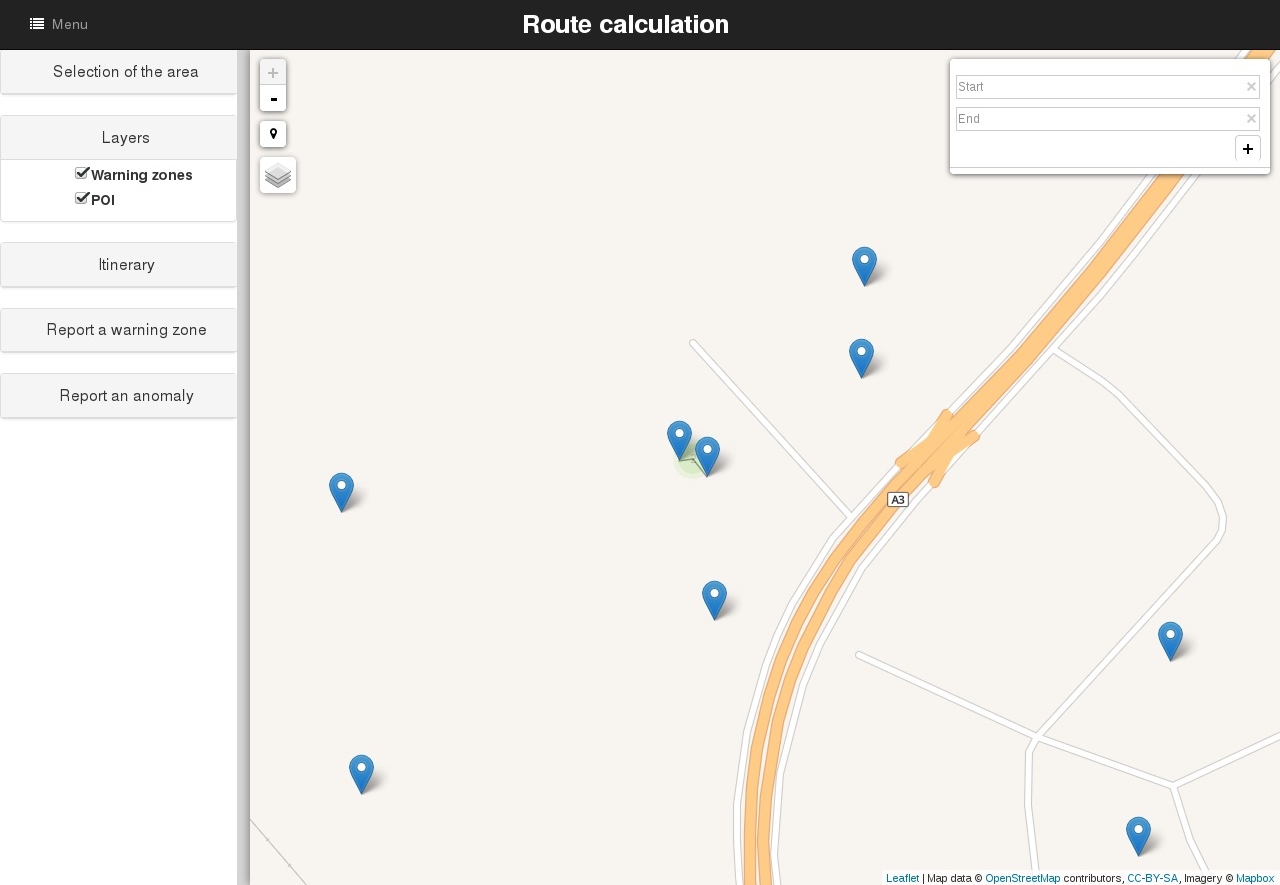 Menu
Route calculation
Selection of the area
Layers
Warning zones
POI
Itinerary
Report a warning zone
Report an anomaly
+
-
Start ×
End ×
+
A3
Leaflet | Map data © OpenStreetMap contributors, CC-BY-SA, Imagery © Mapbox